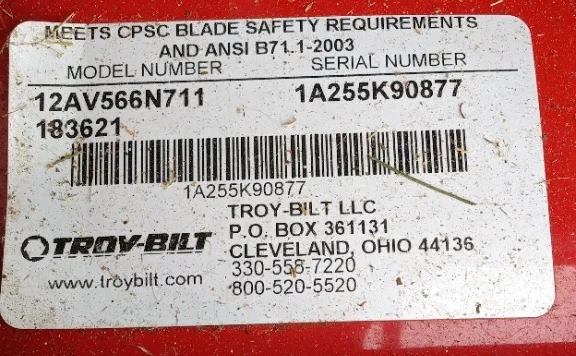 MEETS CPSC BLADE SAFETY REQUIREMENTS
AND ANSI B71.1-2003
MODEL NUMBER SERIAL NUMBER
12AV566N711 1A255K90877
183621
1A255K90877
TROY-BILT LLC
P.O. BOX 361131
TROY-BILT CLEVELAND, OHIO 44136
330-558-7220
www.troybilt.com 800-520-5520